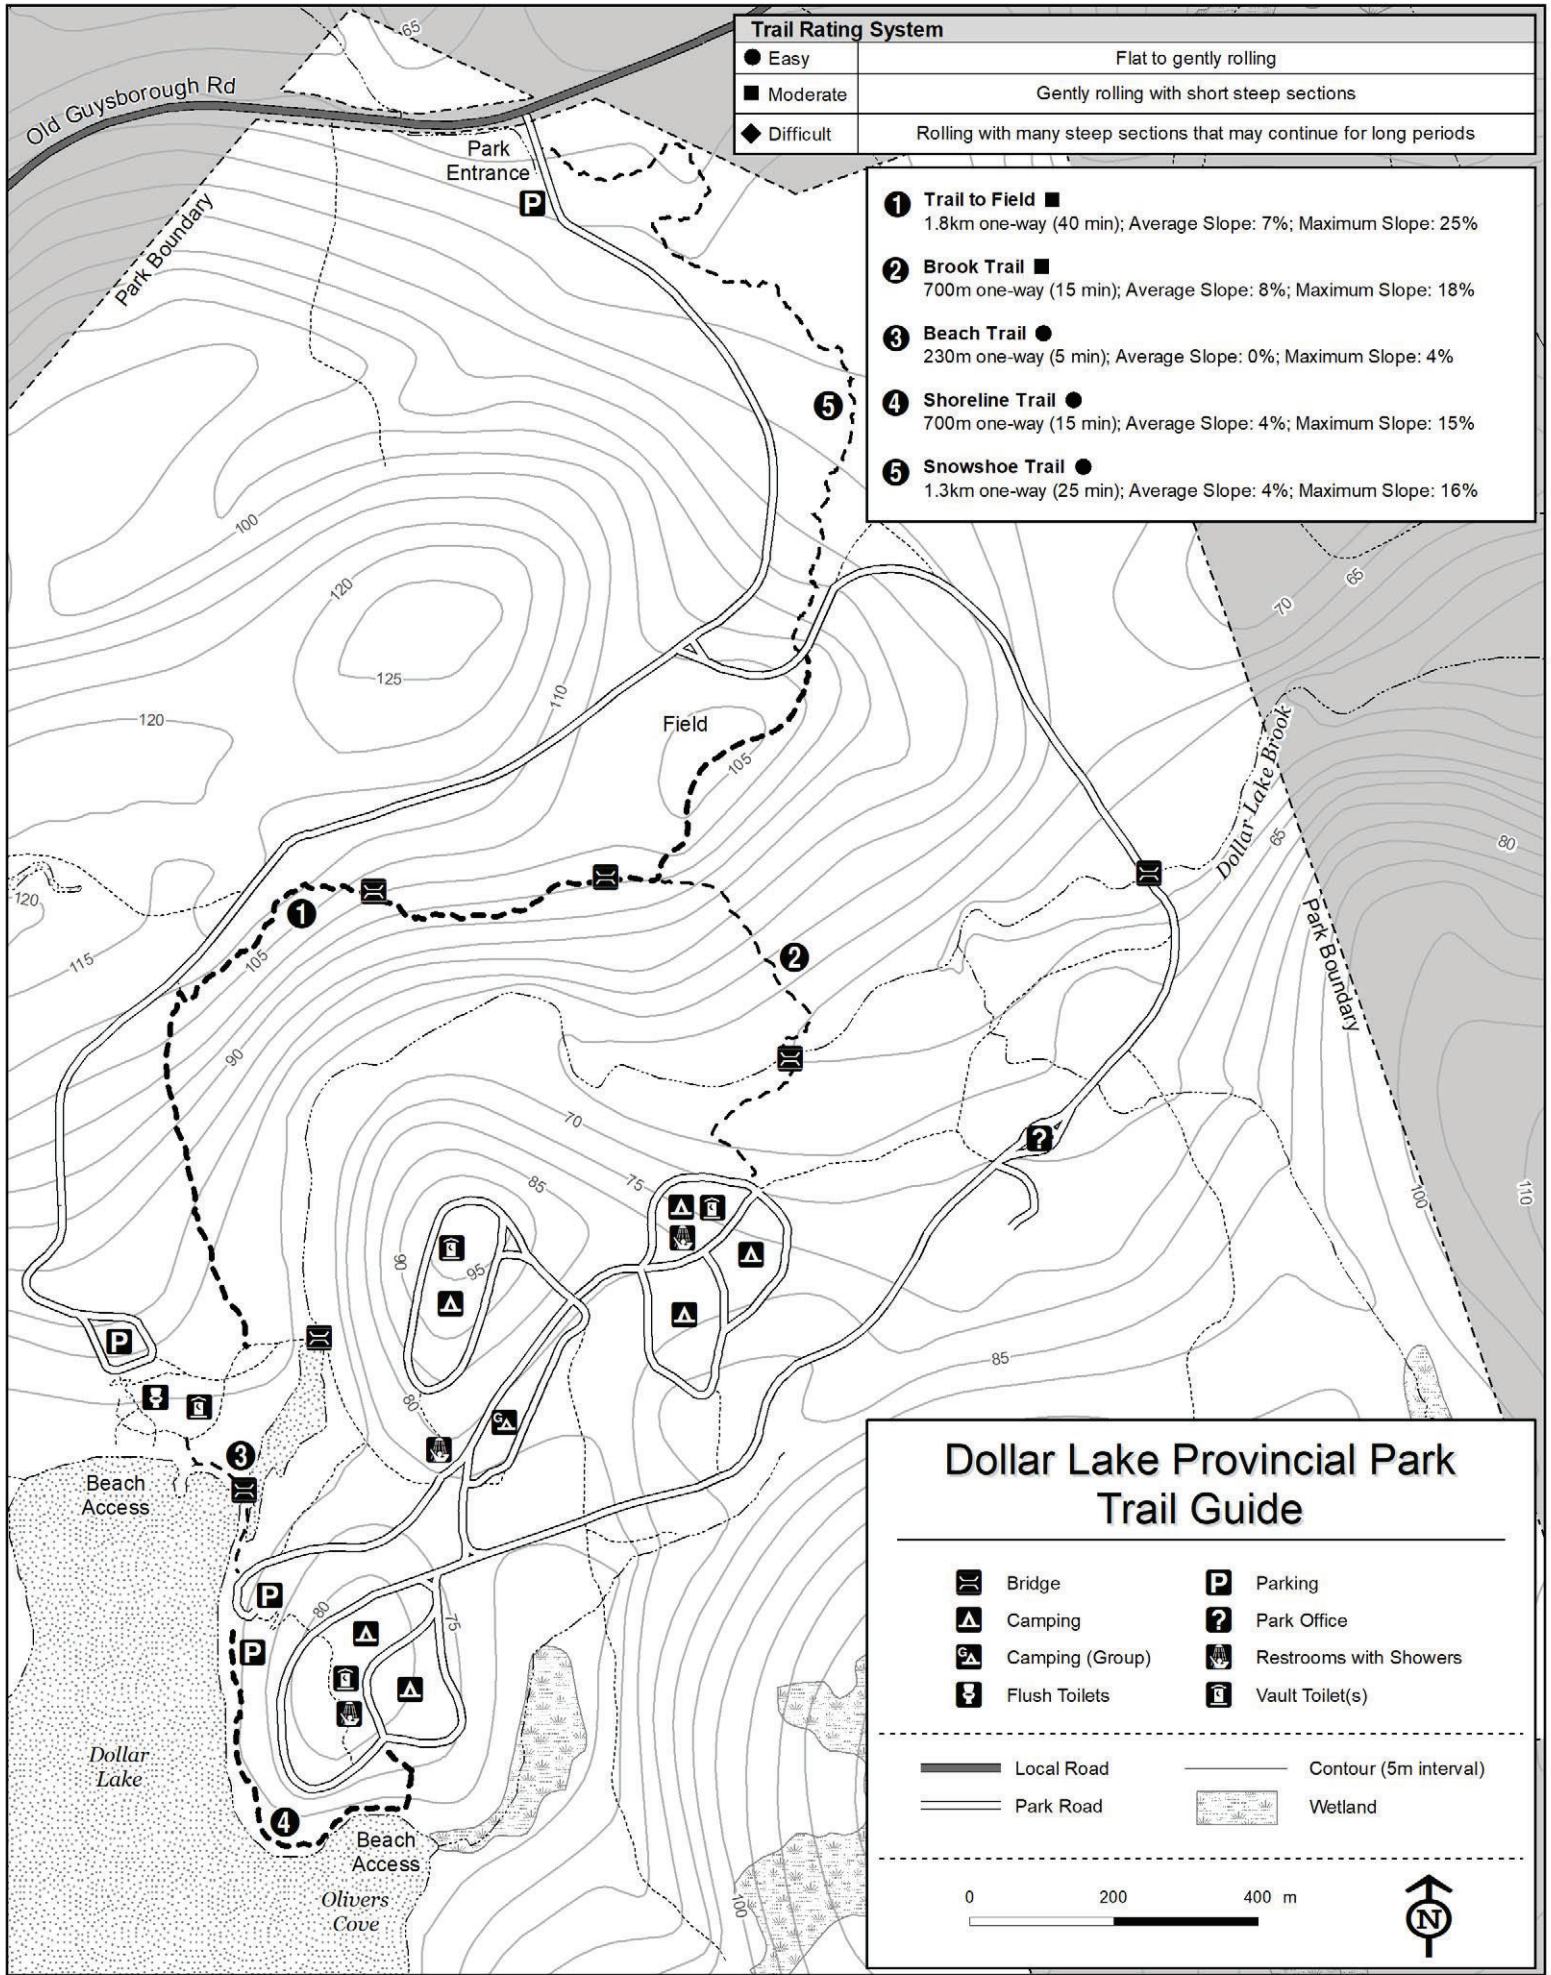 65
Old Guysborough Rd
Park
Entrance
P
Park Boundary
Trail Rating System
Easy
Flat to gently rolling
Moderate
Gently rolling with short steep sections
Difficult
Rolling with many steep sections that may continue for long periods
1 Trail to Field
1.8km one-way (40 min); Average Slope: 7%; Maximum Slope: 25%
2 Brook Trail
700m one-way (15 min); Average Slope: 8%; Maximum Slope: 18%
3 Beach Trail
230m one-way (5 min); Average Slope: 0%; Maximum Slope: 4%
4 Shoreline Trail
700m one-way (15 min); Average Slope: 4%; Maximum Slope: 15%
5 Snowshoe Trail
1.3km one-way (25 min); Average Slope: 4%; Maximum Slope: 16%
5
100
120
125
120
110
Field
105
65
70
Dollar Lake Brook
65
80
Park Boundary
120
115
1
105
90
2
70
75
85
90
95
?
100
110
85
80
P
3
Beach
Access
G
P
P
80
75
Dollar
Lake
4
Beach
Access
Olivers
Cove
100
Dollar Lake Provincial Park
Trail Guide
Bridge
P Parking
Camping
? Park Office
G Camping (Group)
Restrooms with Showers
Flush Toilets
Vault Toilet(s)
Local Road
Contour (5m interval)
Park Road
Wetland
0 200 400 m
N